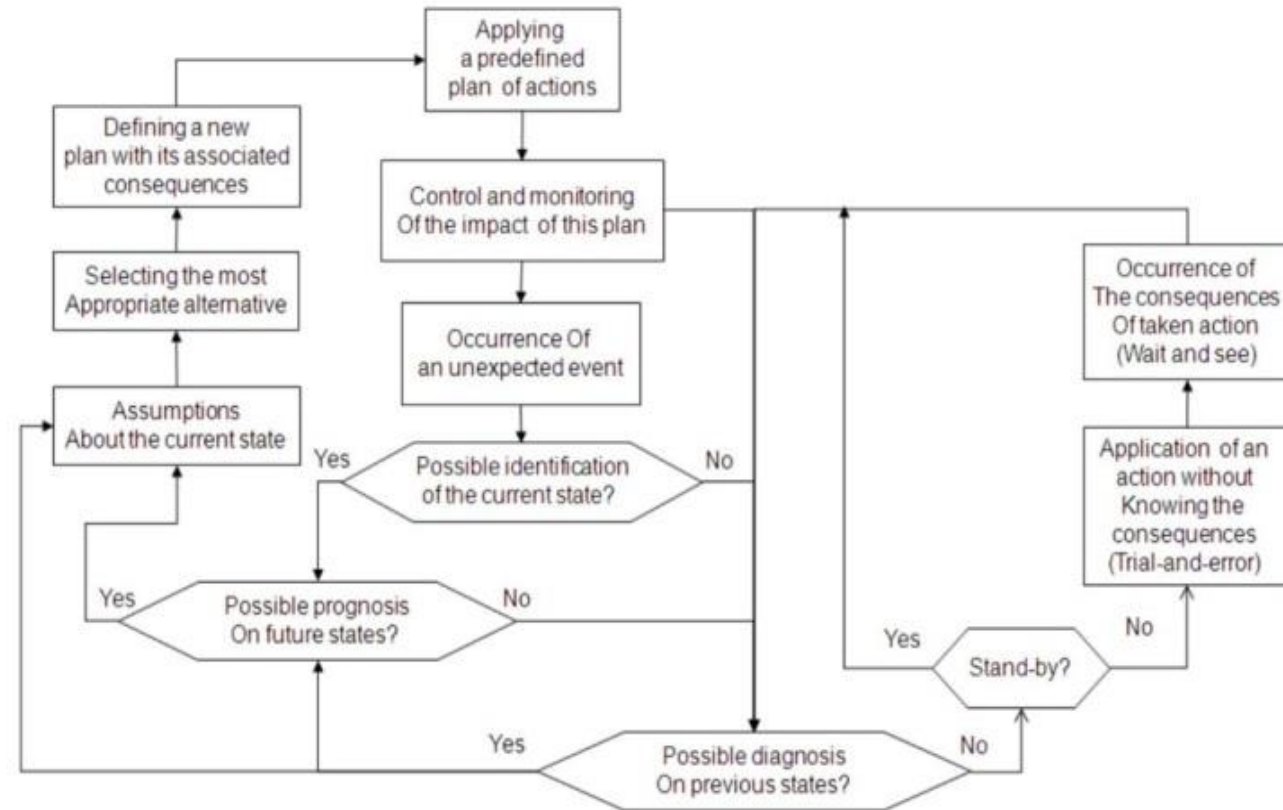 Applying
a predefined
plan of actions
Defining a new
plan with its associated
consequences
Control and monitoring
Of the impact of this plan
Selecting the most
Appropriate alternative
Occurrence of
The consequences
Of taken action
(Wait and see)
Occurrence Of
an unexpected event
Assumptions
About the current state
Application of an
action without
Knowing the
consequences
(Trial-and-error)
Yes
Possible identification
of the current state?
No
Yes
Possible prognosis
On future states?
No
Yes
Stand-by?
No
Yes
Possible diagnosis
On previous states?
No